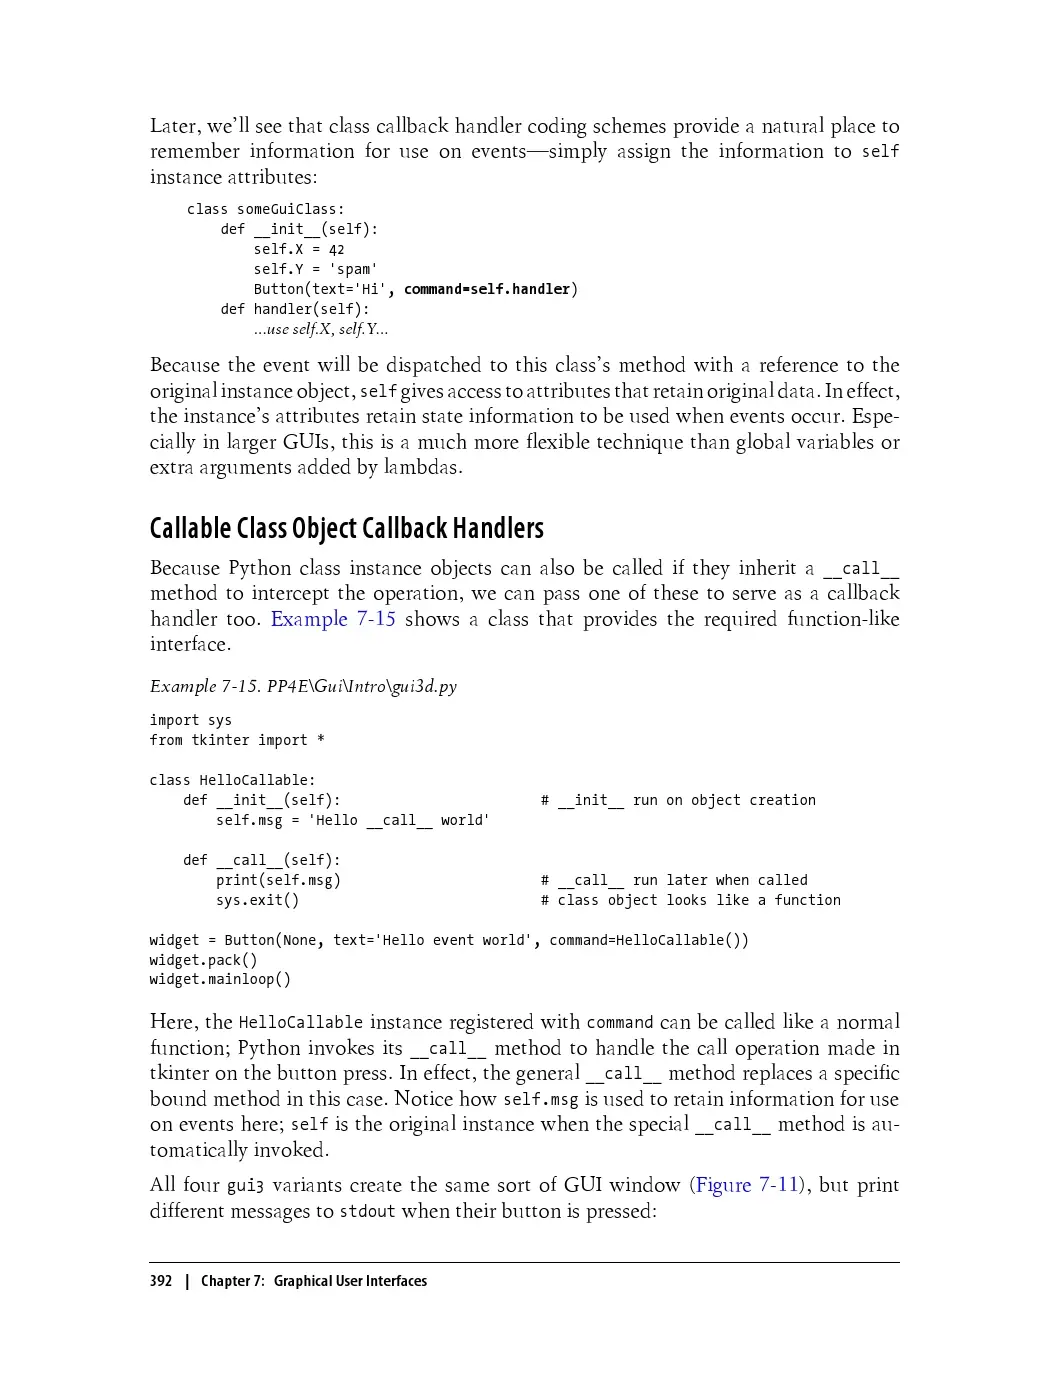 Later, we’ll see that class callback handler coding schemes provide a natural place to
remember information for use on events—simply assign the information to self
instance attributes:
class someGuiClass:
    def __init__(self):
        self.X = 42
        self.Y = 'spam'
        Button(text='Hi', command=self.handler)
    def handler(self):
        ...use self.X, self.Y...
Because the event will be dispatched to this class’s method with a reference to the
original instance object, self gives access to attributes that retain original data. In effect,
the instance’s attributes retain state information to be used when events occur. Espe-
cially in larger GUIs, this is a much more flexible technique than global variables or
extra arguments added by lambdas.
Callable Class Object Callback Handlers
Because Python class instance objects can also be called if they inherit a __call__
method to intercept the operation, we can pass one of these to serve as a callback
handler too. Example 7-15 shows a class that provides the required function-like
interface.
Example 7-15. PP4E\Gui\Intro\gui3d.py
import sys
from tkinter import *
class HelloCallable:
    def __init__(self):                        # __init__ run on object creation
        self.msg = 'Hello __call__ world'
    def __call__(self):
        print(self.msg)                        # __call__ run later when called
        sys.exit()                             # class object looks like a function
widget = Button(None, text='Hello event world', command=HelloCallable())
widget.pack()
widget.mainloop()
Here, the HelloCallable instance registered with command can be called like a normal
function; Python invokes its __call__ method to handle the call operation made in
tkinter on the button press. In effect, the general __call__ method replaces a specific
bound method in this case. Notice how self.msg is used to retain information for use
on events here; self is the original instance when the special __call__ method is au-
tomatically invoked.
All four gui3 variants create the same sort of GUI window (Figure 7-11), but print
different messages to stdout when their button is pressed:
392 | Chapter 7: Graphical User Interfaces